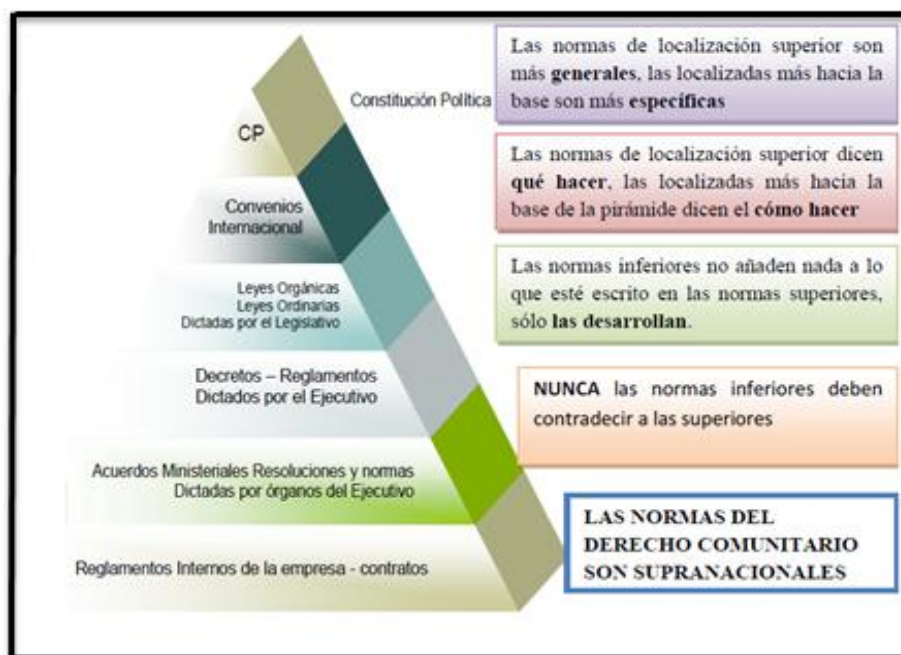 Constitución Política
CP
Convenios
Internacional
Leyes Orgánicas
Leyes Ordinarias
Dictadas por el Legislativo
Decretos – Reglamentos
Dictados por el Ejecutivo
Acuerdos Ministeriales Resoluciones y normas
Dictadas por órganos del Ejecutivo
Reglamentos Internos de la empresa - contratos
Las normas de localización superior son
más generales, las localizadas más hacia la
base son más específicas
Las normas de localización superior dicen
qué hacer, las localizadas más hacia la
base de la pirámide dicen el cómo hacer
Las normas inferiores no añaden nada a lo
que esté escrito en las normas superiores,
sólo las desarrollan.
NUNCA las normas inferiores deben
contradecir a las superiores
LAS NORMAS DEL
DERECHO COMUNITARIO
SON SUPRANACIONALES